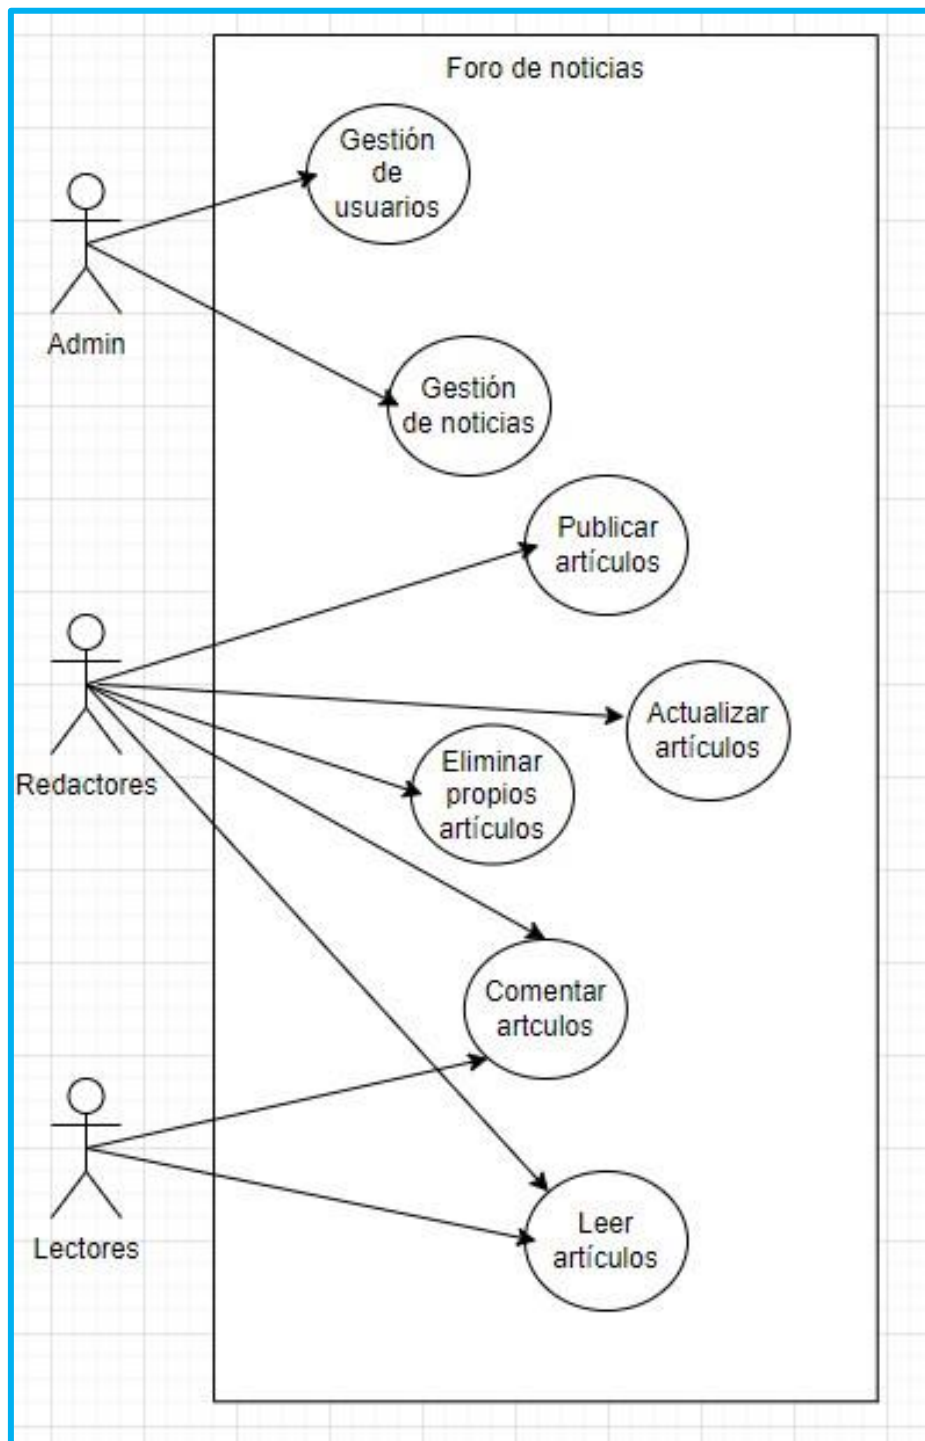 Foro de noticias
Gestión
de
usuarios
Admin
Gestión
de noticias
Publicar
artículos
Actualizar
artículos
Eliminar
propios
artículos
Redactores
Comentar
artculos
Leer
artículos
Lectores